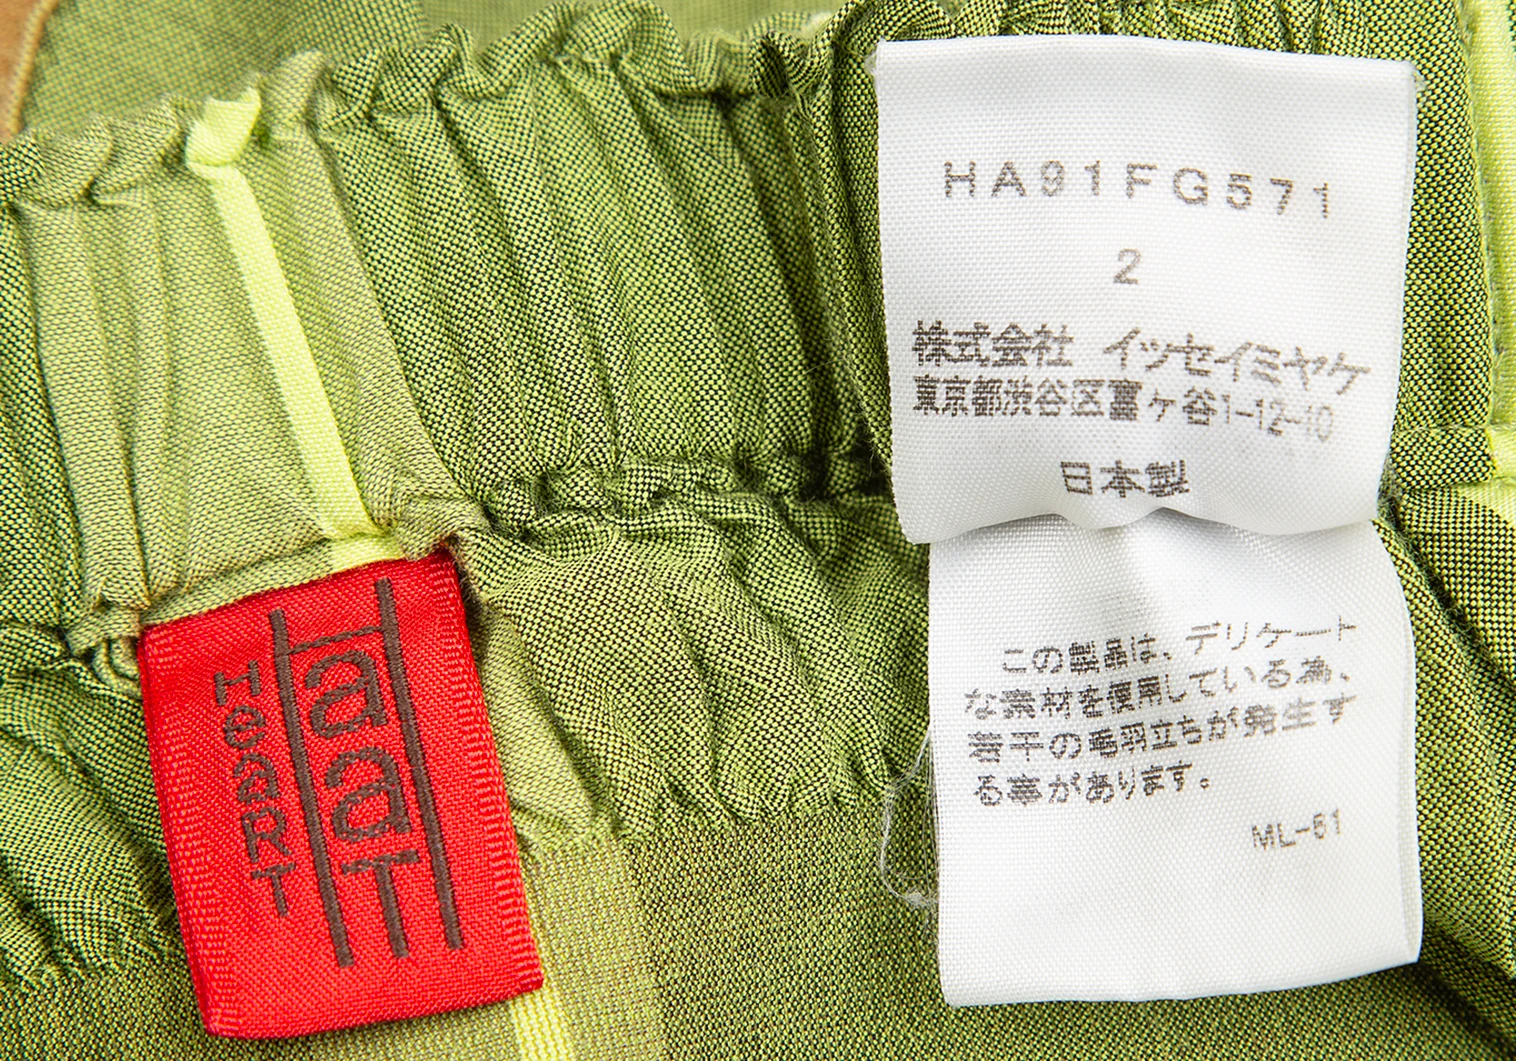 HaaT
HeART
HA91FG571
2
株式会社 イッセイミヤケ
東京都渋谷区富ヶ谷1-12-10
日本製
この製品は、デリケート
な素材を使用している為、
若干の毛羽立ちが発生す
る事があります。
ML-61